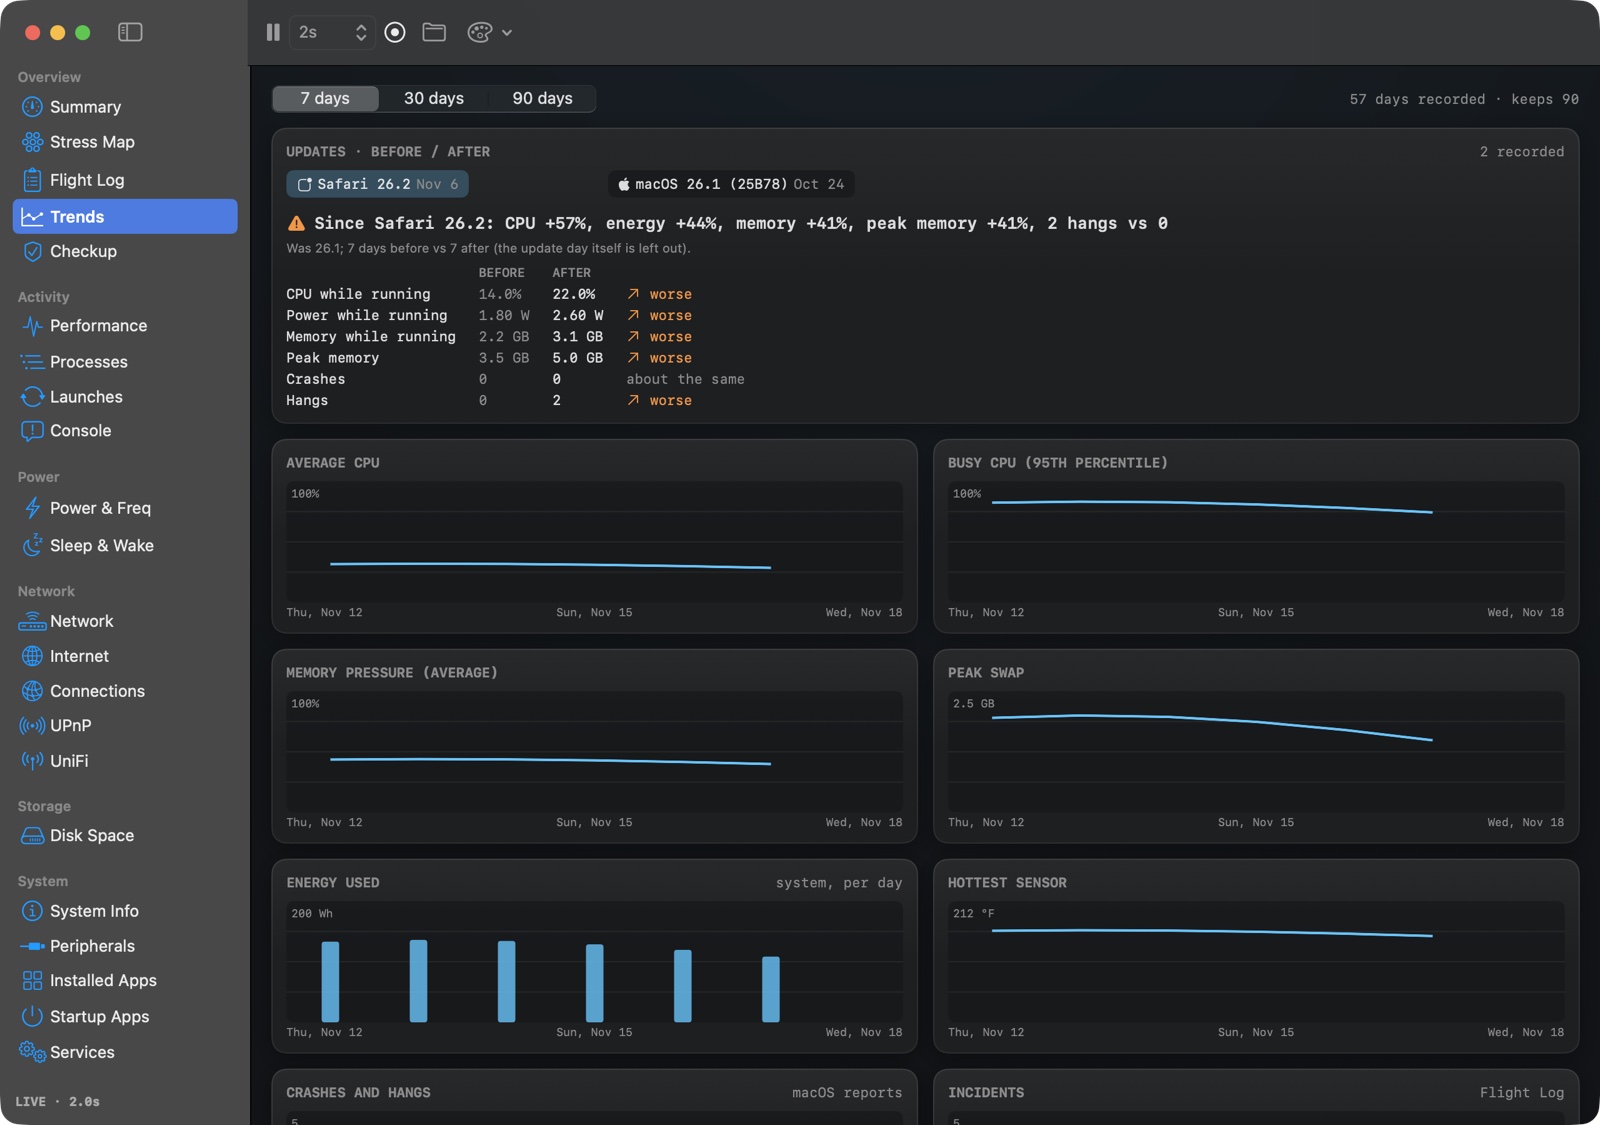 2s
Overview
Summary
Stress Map
Flight Log
Trends
Checkup
Activity
Performance
Processes
Launches
Console
Power
Power & Freq
Sleep & Wake
Network
Network
Internet
Connections
UPnP
UniFi
Storage
Disk Space
System
System Info
Peripherals
Installed Apps
Startup Apps
Services
LIVE · 2.0s
7 days 30 days 90 days
57 days recorded · keeps 90
UPDATES · BEFORE / AFTER 2 recorded
Safari 26.2 Nov 6 macOS 26.1 (25B78) Oct 24
Since Safari 26.2: CPU +57%, energy +44%, memory +41%, peak memory +41%, 2 hangs vs 0
Was 26.1; 7 days before vs 7 after (the update day itself is left out).
BEFORE AFTER
CPU while running 14.0% 22.0% ↗ worse
Power while running 1.80 W 2.60 W ↗ worse
Memory while running 2.2 GB 3.1 GB ↗ worse
Peak memory 3.5 GB 5.0 GB ↗ worse
Crashes 0 0 about the same
Hangs 0 2 ↗ worse
AVERAGE CPU
100%
Thu, Nov 12 Sun, Nov 15 Wed, Nov 18
BUSY CPU (95TH PERCENTILE)
100%
Thu, Nov 12 Sun, Nov 15 Wed, Nov 18
MEMORY PRESSURE (AVERAGE)
100%
Thu, Nov 12 Sun, Nov 15 Wed, Nov 18
PEAK SWAP
2.5 GB
Thu, Nov 12 Sun, Nov 15 Wed, Nov 18
ENERGY USED system, per day
200 Wh
Thu, Nov 12 Sun, Nov 15 Wed, Nov 18
HOTTEST SENSOR
212 °F
Thu, Nov 12 Sun, Nov 15 Wed, Nov 18
CRASHES AND HANGS macOS reports
5
INCIDENTS Flight Log
5